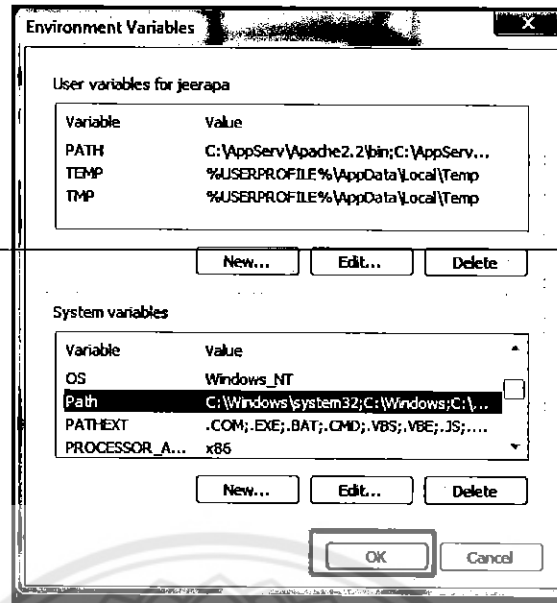 Environment Variables
X
User variables for jeerapa
Variable Value
PATH C:\AppServ\Apache2.2\bin;C:\AppServ...
TEMP %USERPROFILE%\AppData\Local\Temp
TMP %USERPROFILE%\AppData\Local\Temp
New... Edit... Delete
System variables
Variable Value
OS Windows_NT
Path C:\Windows\system32;C:\Windows;C:\...
PATHEXT .COM;.EXE;.BAT;.CMD;.VBS;.VBE;.JS;....
PROCESSOR_A... x86
New... Edit... Delete
OK Cancel